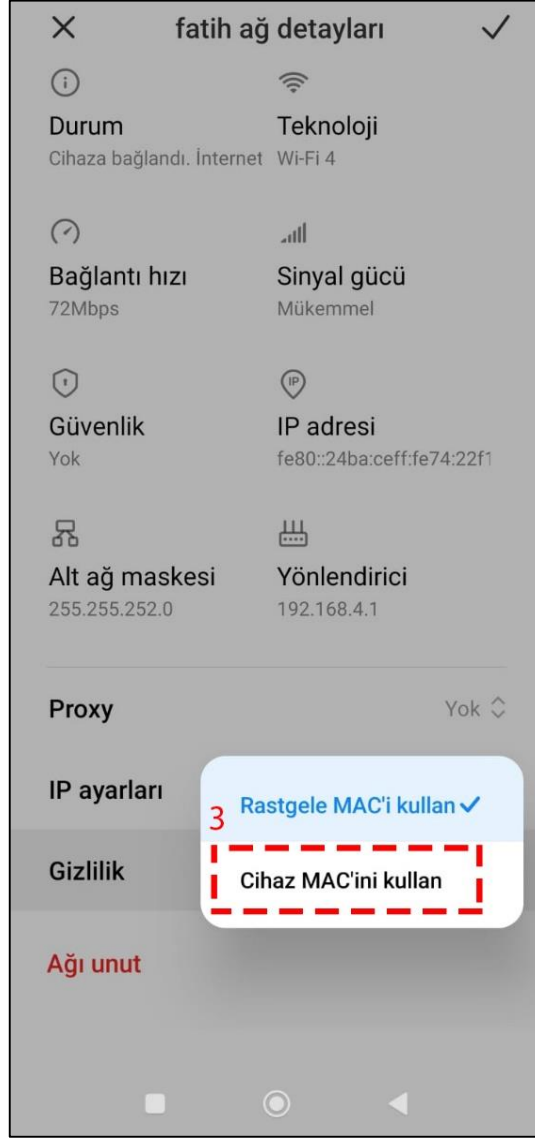 fatih ağ detayları
Durum
Cihaza bağlandı. İnternet
Teknoloji
Wi-Fi 4
Bağlantı hızı
72Mbps
Sinyal gücü
Mükemmel
Güvenlik
Yok
IP
IP adresi
fe80::24ba:ceff:fe74:22f1
Alt ağ maskesi
255.255.252.0
Yönlendirici
192.168.4.1
Proxy
Yok
IP ayarları
3
Rastgele MAC'i kullan
Gizlilik
Cihaz MAC'ini kullan
Ağı unut